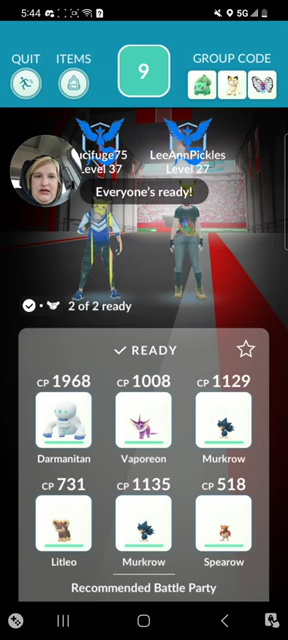 5:44
5G
QUIT
ITEMS
9
GROUP CODE
ucifuge75
LeeAnnPickles
Level 37
Level 27
Everyone's ready!
2 of 2 ready
READY
CP 1968
CP 1008
CP 1129
Darmanitan
Vaporeon
Murkrow
CP 731
CP 1135
CP 518
Litleo
Murkrow
Spearow
Recommended Battle Party